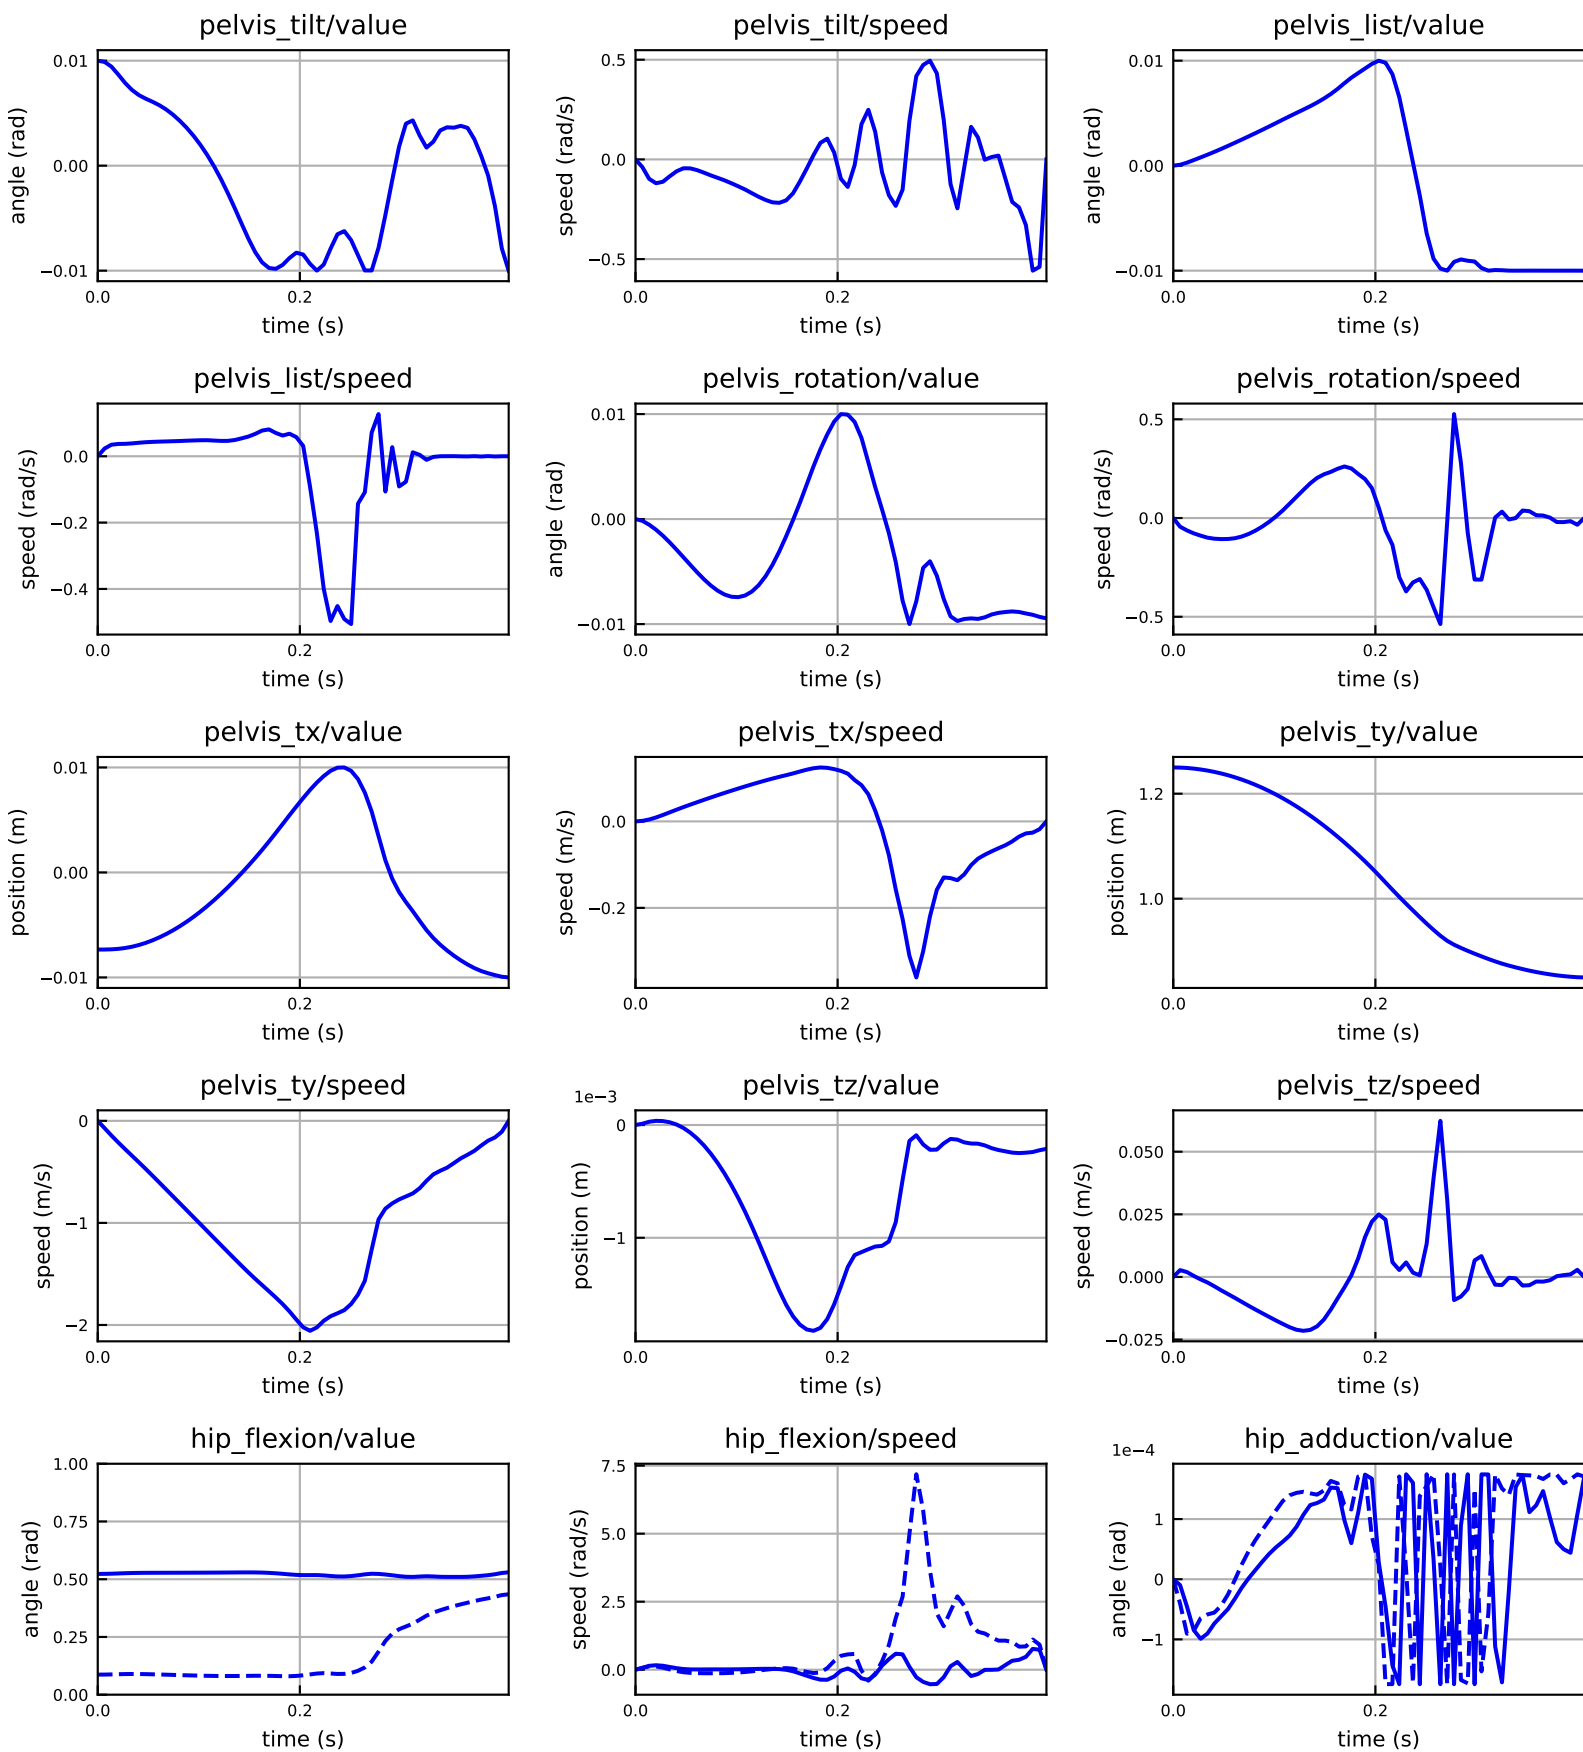 pelvis_tilt/value
pelvis_tilt/speed
pelvis_list/value
angle (rad)
0.01
0.00
−0.01
0.0
0.2
time (s)
speed (rad/s)
0.5
0.0
−0.5
0.0
0.2
time (s)
angle (rad)
0.01
0.00
−0.01
0.0
0.2
time (s)
pelvis_list/speed
pelvis_rotation/value
pelvis_rotation/speed
speed (rad/s)
0.0
−0.2
−0.4
0.0
0.2
time (s)
angle (rad)
0.01
0.00
−0.01
0.0
0.2
time (s)
speed (rad/s)
0.5
0.0
−0.5
0.0
0.2
time (s)
pelvis_tx/value
pelvis_tx/speed
pelvis_ty/value
position (m)
0.01
0.00
−0.01
0.0
0.2
time (s)
speed (m/s)
0.0
−0.2
0.0
0.2
time (s)
position (m)
1.2
1.0
0.0
0.2
time (s)
pelvis_ty/speed
pelvis_tz/value
pelvis_tz/speed
speed (m/s)
0
−1
−2
0.0
0.2
time (s)
1e−3
position (m)
0
−1
0.0
0.2
time (s)
speed (m/s)
0.050
0.025
0.000
−0.025
0.0
0.2
time (s)
hip_flexion/value
hip_flexion/speed
hip_adduction/value
angle (rad)
1.00
0.75
0.50
0.25
0.00
0.0
0.2
time (s)
speed (rad/s)
7.5
5.0
2.5
0.0
0.0
0.2
time (s)
1e−4
angle (rad)
1
0
−1
0.0
0.2
time (s)